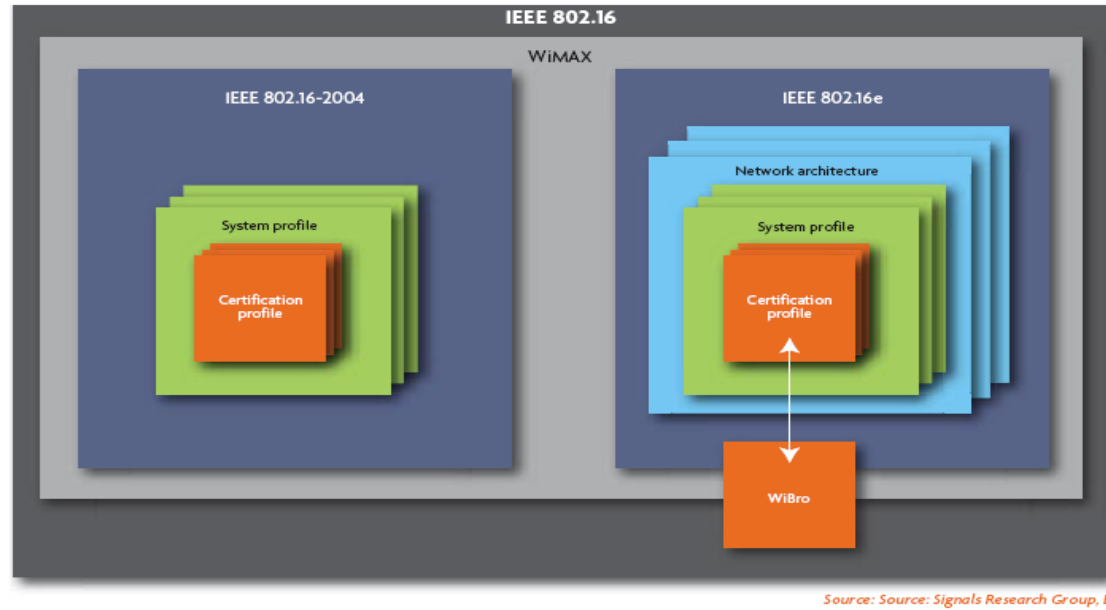 IEEE 802.16
WiMAX
IEEE 802.16-2004
System profile
Certification
profile
IEEE 802.16e
Network architecture
System profile
Certification
profile
WiBro
Source: Source: Signals Research Group,